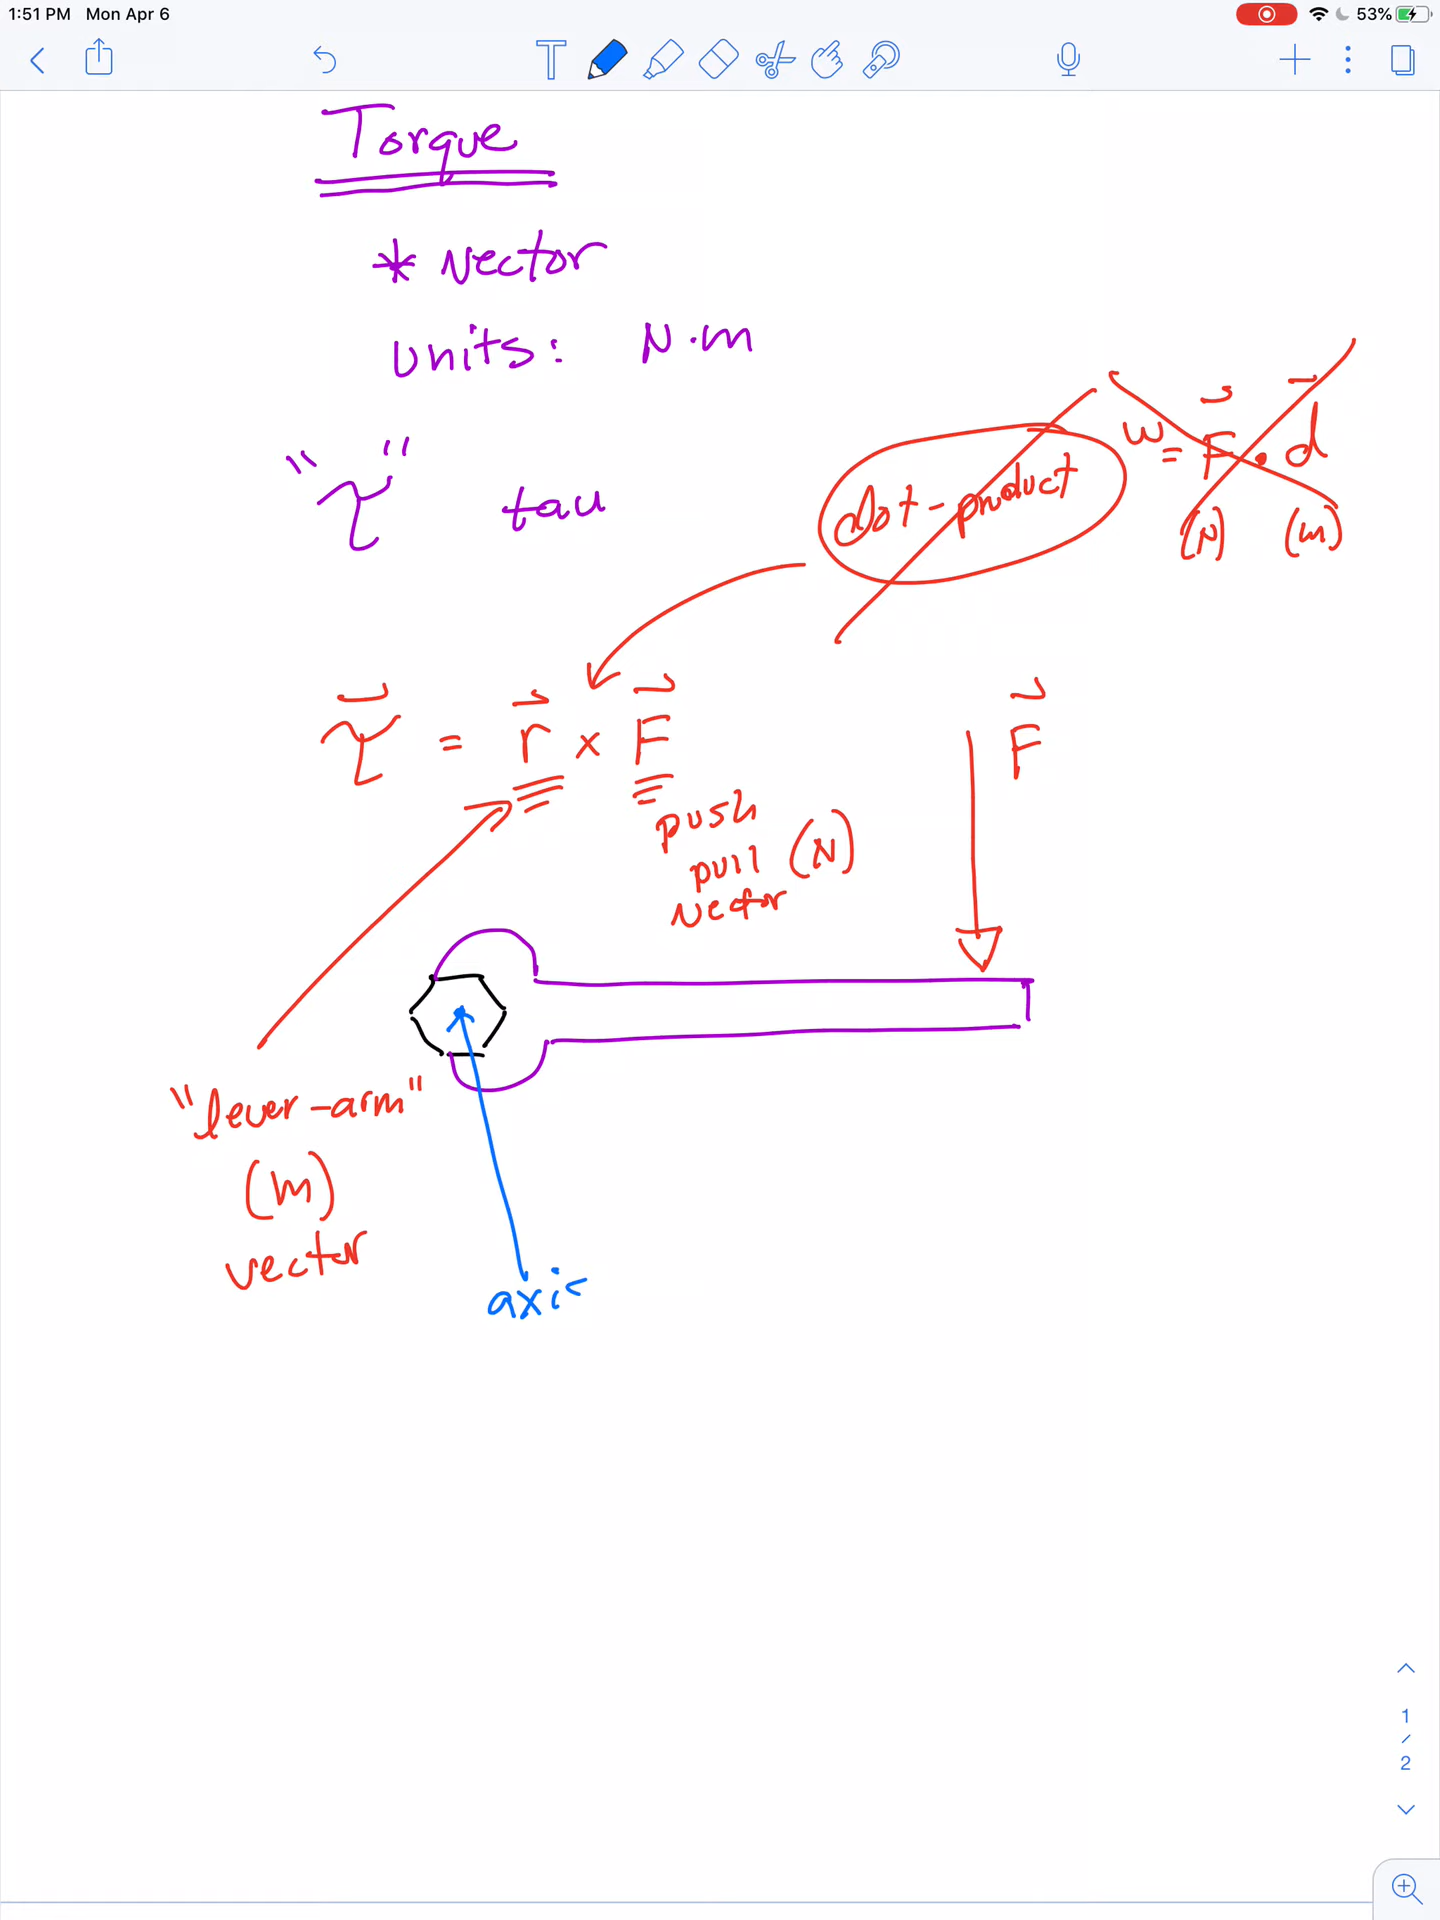 1:51 PM Mon Apr 6
53%
T
Torque
* Vector
Units: N·m
"τ" tau
dot-product
W = F • d
(N) (m)
τ = r × F
F
push
pull (N)
vector
"lever-arm"
(m)
vector
axis
1
/
2